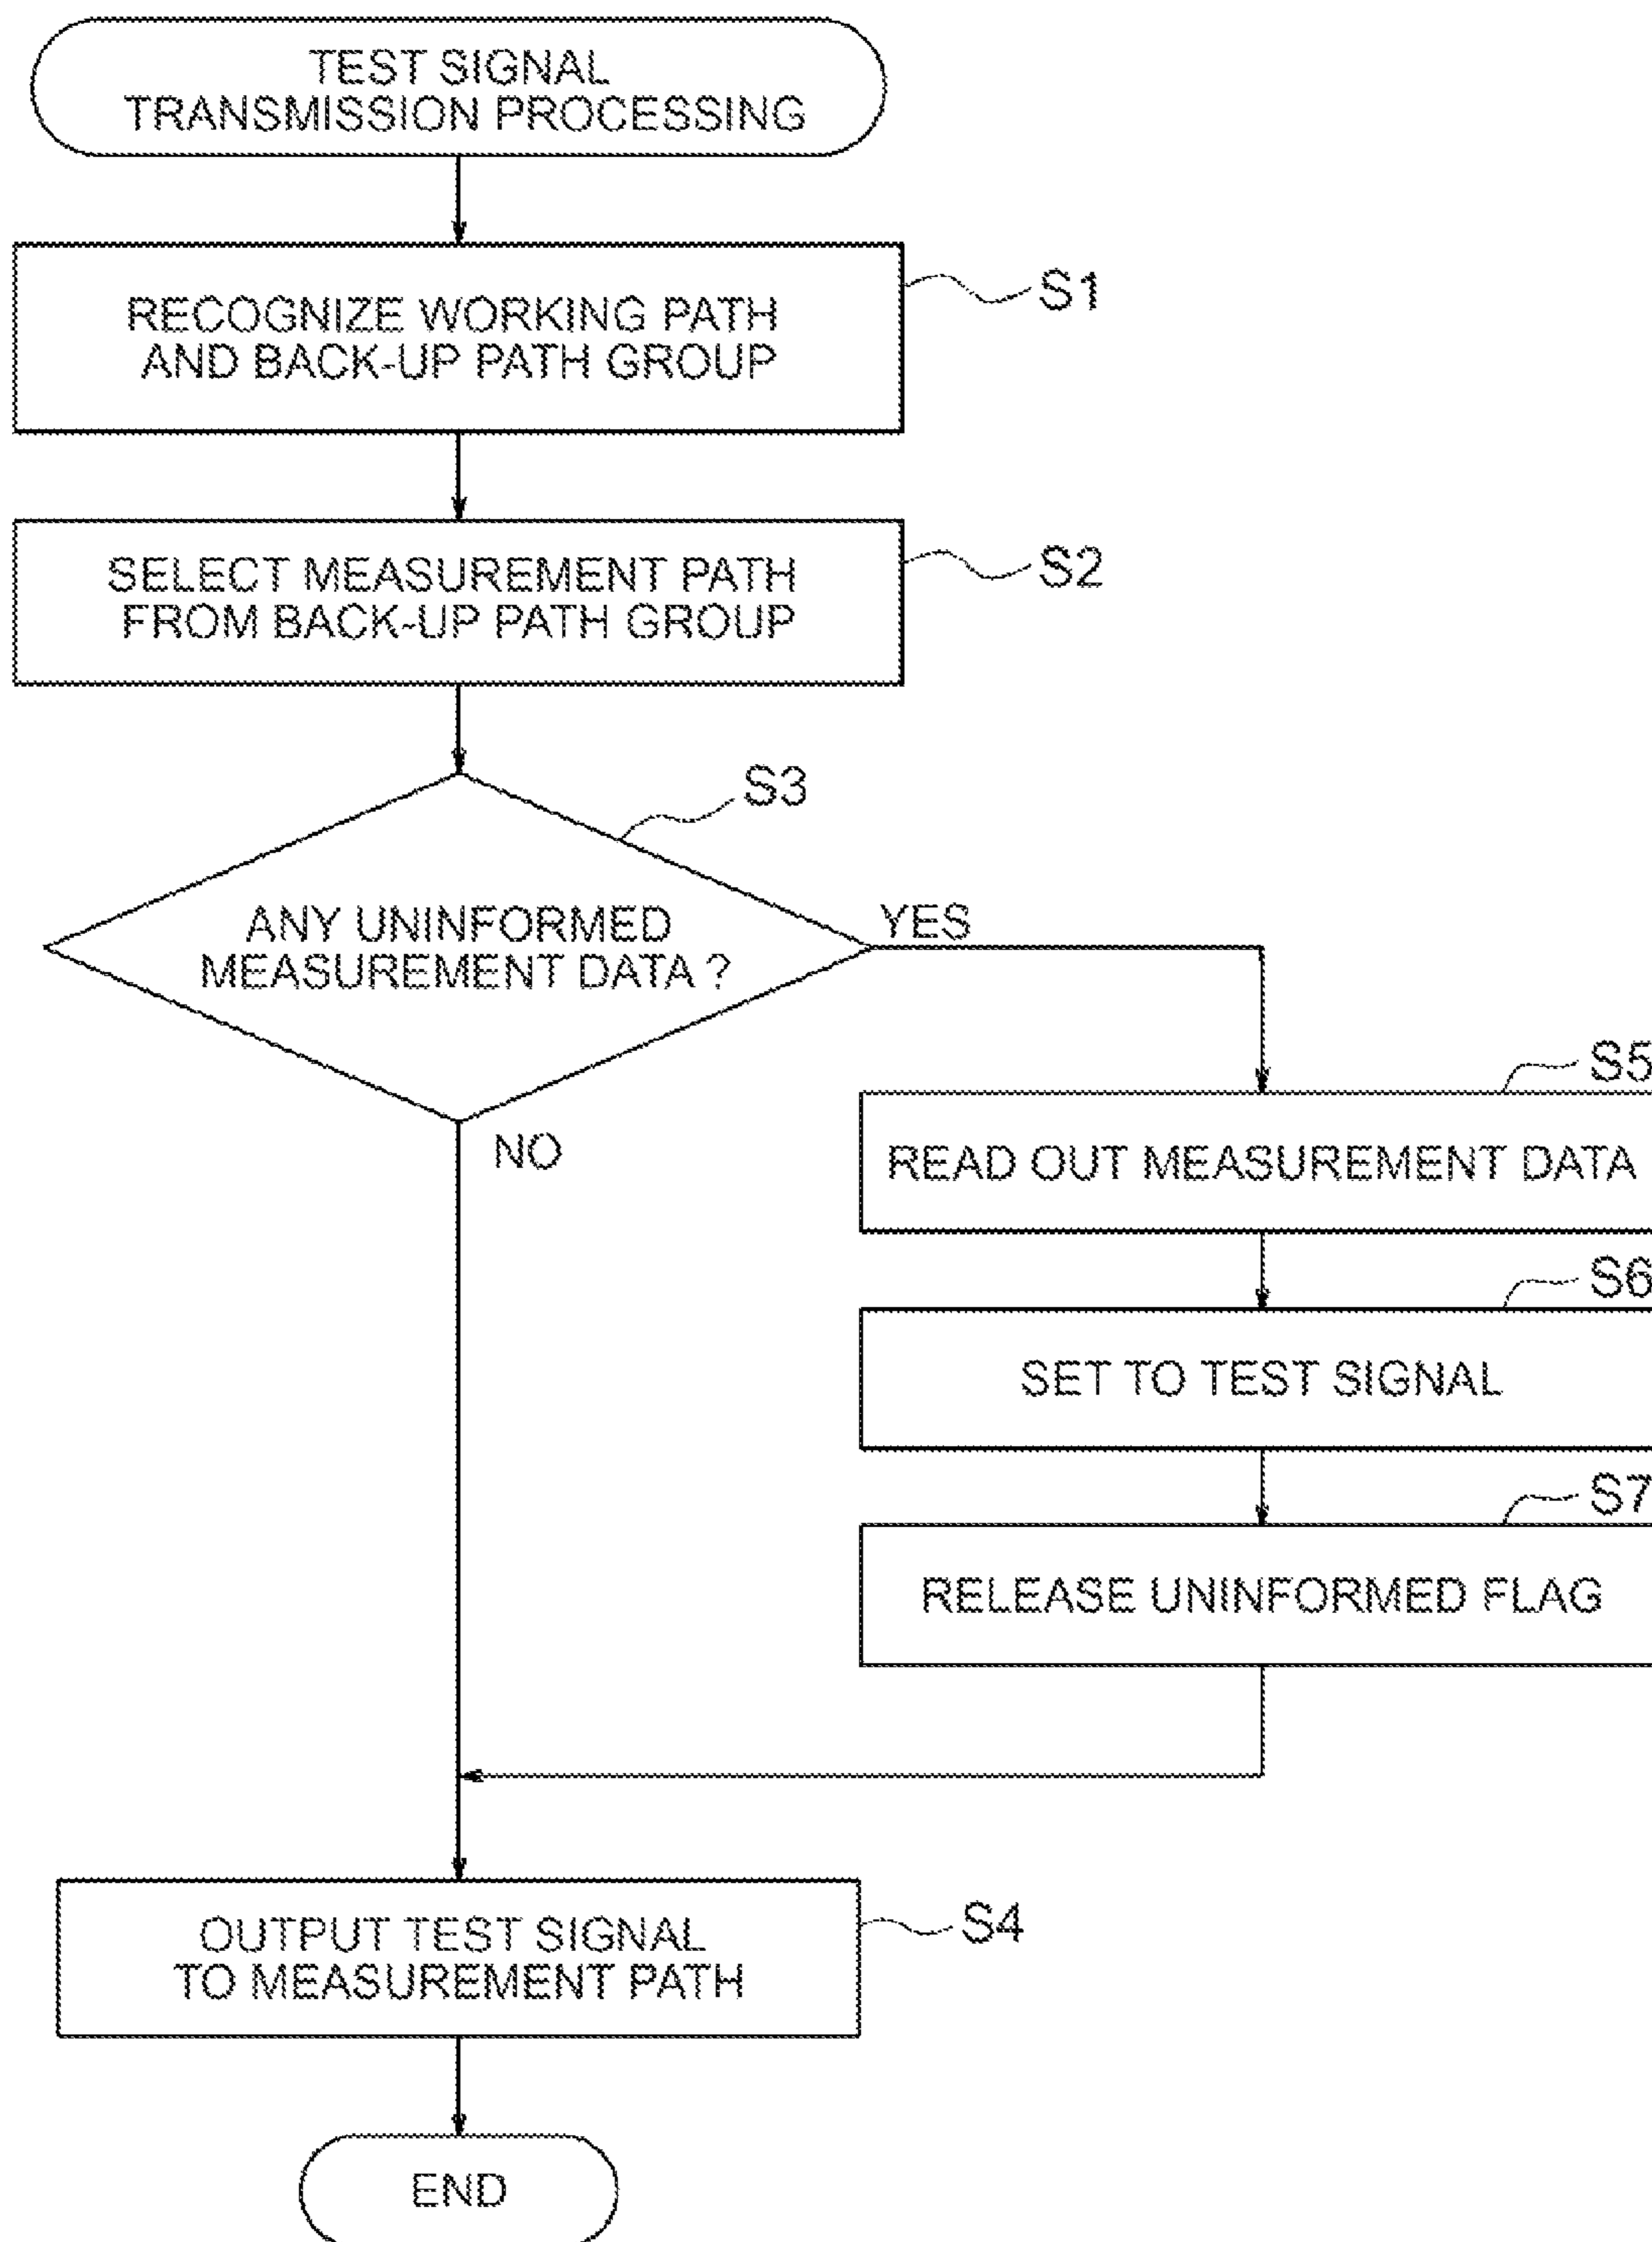 TEST SIGNAL
TRANSMISSION PROCESSING
RECOGNIZE WORKING PATH
AND BACK-UP PATH GROUP
S1
SELECT MEASUREMENT PATH
FROM BACK-UP PATH GROUP
S2
S3
ANY UNINFORMED
MEASUREMENT DATA ?
YES
NO
S5
READ OUT MEASUREMENT DATA
S6
SET TO TEST SIGNAL
S7
RELEASE UNINFORMED FLAG
OUTPUT TEST SIGNAL
TO MEASUREMENT PATH
S4
END